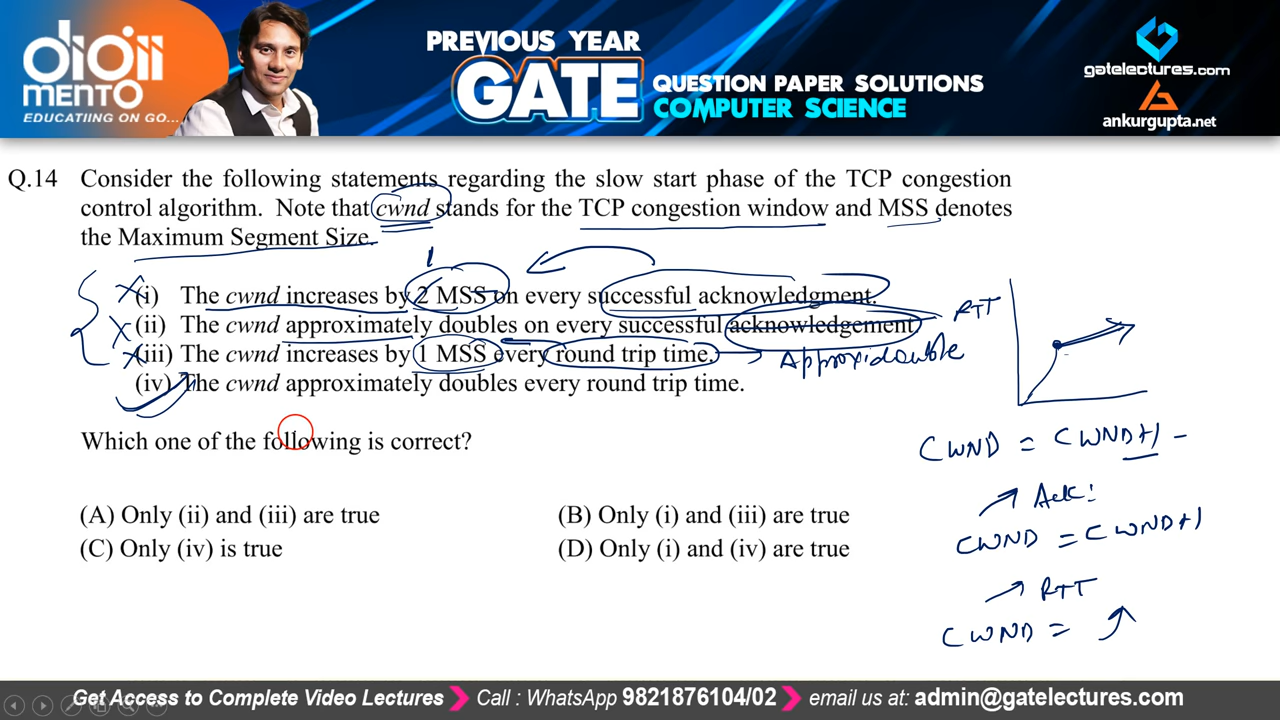 DIGII
MENTO
EDUCATIING ON GO...
PREVIOUS YEAR
GATE
QUESTION PAPER SOLUTIONS
COMPUTER SCIENCE
gatelectures.com
ankurgupta.net
Q.14 Consider the following statements regarding the slow start phase of the TCP congestion
control algorithm. Note that cwnd stands for the TCP congestion window and MSS denotes
the Maximum Segment Size.
1
(i) The cwnd increases by 2 MSS on every successful acknowledgment.
(ii) The cwnd approximately doubles on every successful acknowledgement
RTT
(iii) The cwnd increases by 1 MSS every round trip time.
(iv) The cwnd approximately doubles every round trip time.
Which one of the following is correct?
(A) Only (ii) and (iii) are true
(B) Only (i) and (iii) are true
(C) Only (iv) is true
(D) Only (i) and (iv) are true
CWND = CWND+1
Ack:
CWND = CWND+1
RTT
CWND =
Get Access to Complete Video Lectures
Call : WhatsApp 9821876104/02
email us at: admin@gatelectures.com